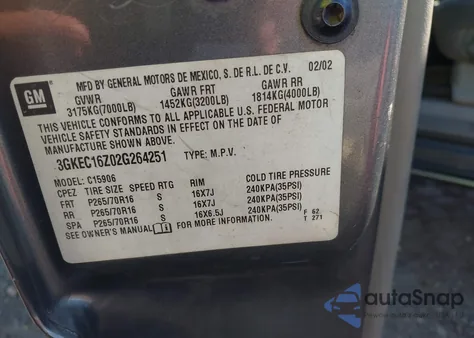 GM
MFD BY GENERAL MOTORS DE MEXICO, S. DE R.L. DE C.V. 02/02
GVWR GAWR FRT GAWR RR
3175KG(7000LB) 1452KG(3200LB) 1814KG(4000LB)
THIS VEHICLE CONFORMS TO ALL APPLICABLE U.S. FEDERAL MOTOR
VEHICLE SAFETY STANDARDS IN EFFECT ON THE DATE OF
MANUFACTURE SHOWN ABOVE.
3GKEC16Z02G264251 TYPE: M.P.V.
MODEL: C15906
CPEZ TIRE SIZE SPEED RTG RIM COLD TIRE PRESSURE
FRT P265/70R16 S 16X7J 240KPA(35PSI)
RR P265/70R16 S 16X7J 240KPA(35PSI)
SPA P265/70R16 S 16X6.5J 240KPA(35PSI)
SEE OWNER'S MANUAL FOR MORE INFORMATION. F 62
T 271
autoSnap